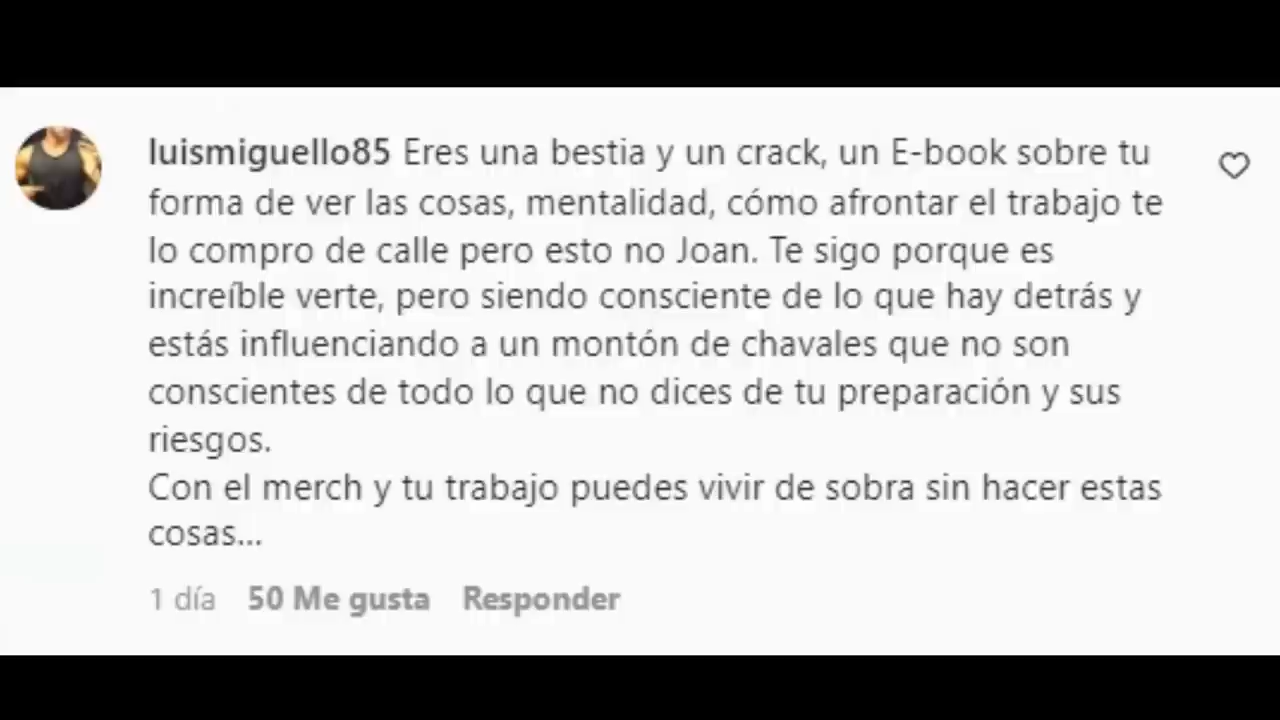 luismiguello85 Eres una bestia y un crack, un E-book sobre tu
forma de ver las cosas, mentalidad, cómo afrontar el trabajo te
lo compro de calle pero esto no Joan. Te sigo porque es
increíble verte, pero siendo consciente de lo que hay detrás y
estás influenciando a un montón de chavales que no son
conscientes de todo lo que no dices de tu preparación y sus
riesgos.
Con el merch y tu trabajo puedes vivir de sobra sin hacer estas
cosas...
1 día 50 Me gusta Responder